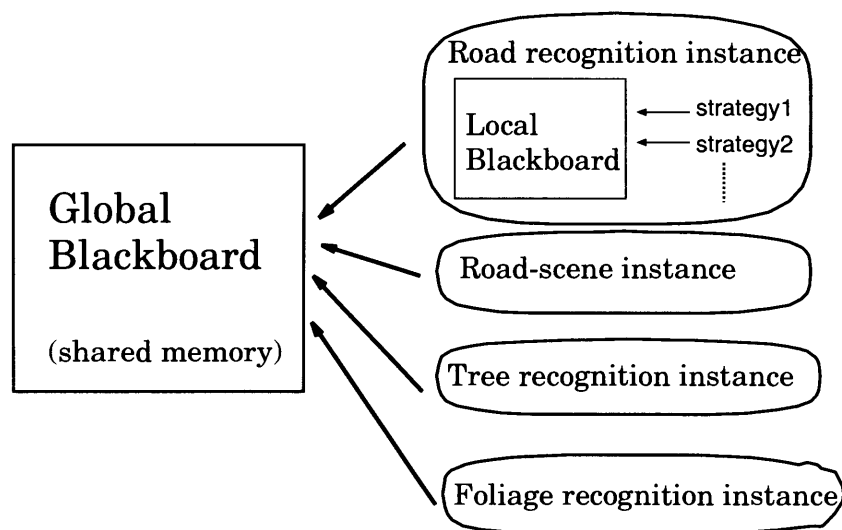 Global
Blackboard
(shared memory)
Road recognition instance
Local
Blackboard
strategy1
strategy2
Road-scene instance
Tree recognition instance
Foliage recognition instance